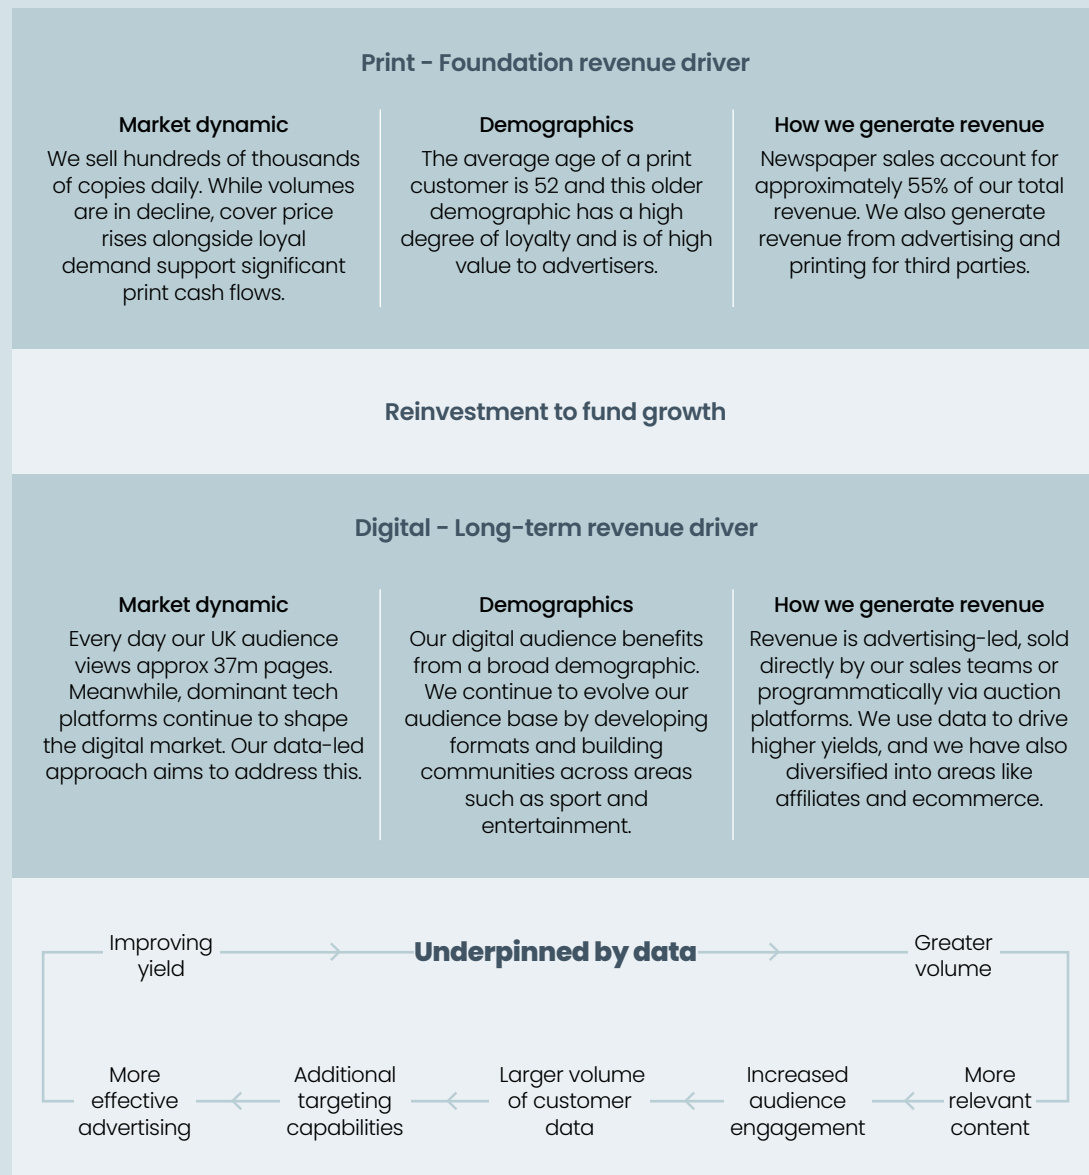 Print - Foundation revenue driver
Market dynamic
We sell hundreds of thousands
of copies daily. While volumes
are in decline, cover price
rises alongside loyal
demand support significant
print cash flows.
Demographics
The average age of a print
customer is 52 and this older
demographic has a high
degree of loyalty and is of high
value to advertisers.
How we generate revenue
Newspaper sales account for
approximately 55% of our total
revenue. We also generate
revenue from advertising and
printing for third parties.
Reinvestment to fund growth
Digital - Long-term revenue driver
Market dynamic
Every day our UK audience
views approx 37m pages.
Meanwhile, dominant tech
platforms continue to shape
the digital market. Our data-led
approach aims to address this.
Demographics
Our digital audience benefits
from a broad demographic.
We continue to evolve our
audience base by developing
formats and building
communities across areas
such as sport and
entertainment.
How we generate revenue
Revenue is advertising-led, sold
directly by our sales teams or
programmatically via auction
platforms. We use data to drive
higher yields, and we have also
diversified into areas like
affiliates and ecommerce.
Improving
yield
Underpinned by data
Greater
volume
More
effective
advertising
Additional
targeting
capabilities
Larger volume
of customer
data
Increased
audience
engagement
More
relevant
content